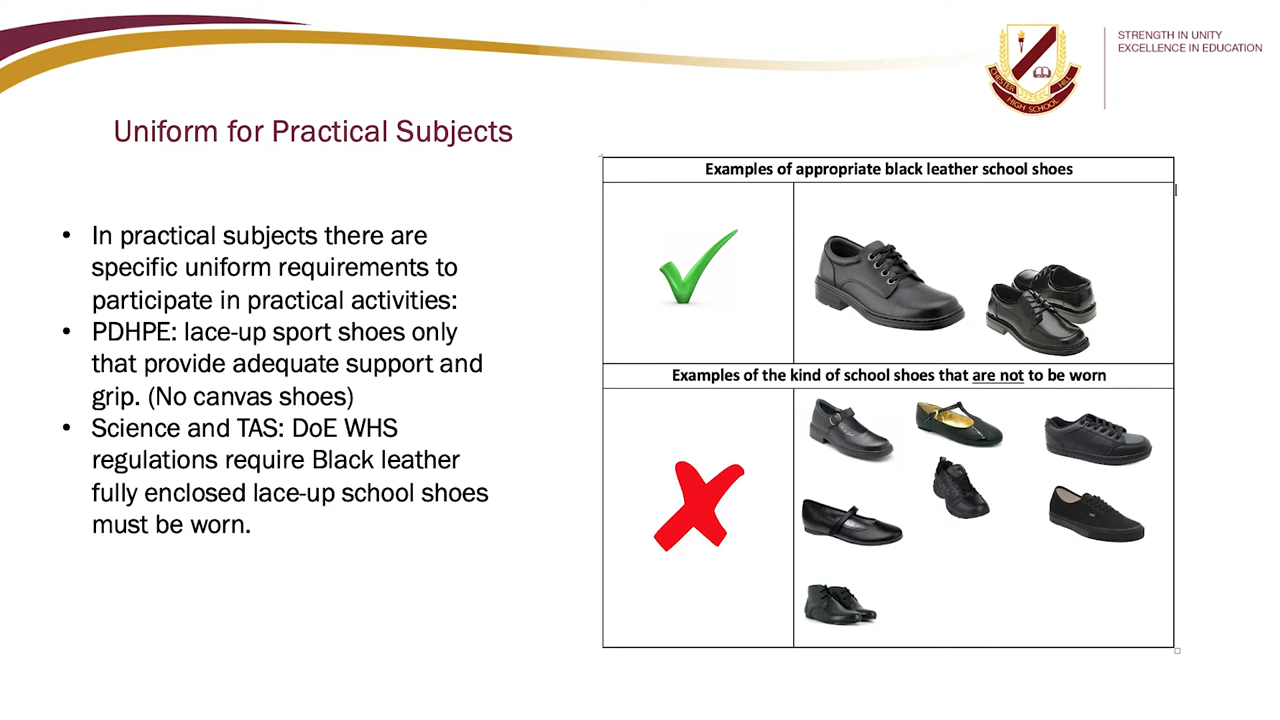 STRENGTH IN UNITY
EXCELLENCE IN EDUCATION
CHESTER HILL
HIGH SCHOOL
Uniform for Practical Subjects
• In practical subjects there are
specific uniform requirements to
participate in practical activities:
• PDHPE: lace-up sport shoes only
that provide adequate support and
grip. (No canvas shoes)
• Science and TAS: DoE WHS
regulations require Black leather
fully enclosed lace-up school shoes
must be worn.
Examples of appropriate black leather school shoes
Examples of the kind of school shoes that are not to be worn